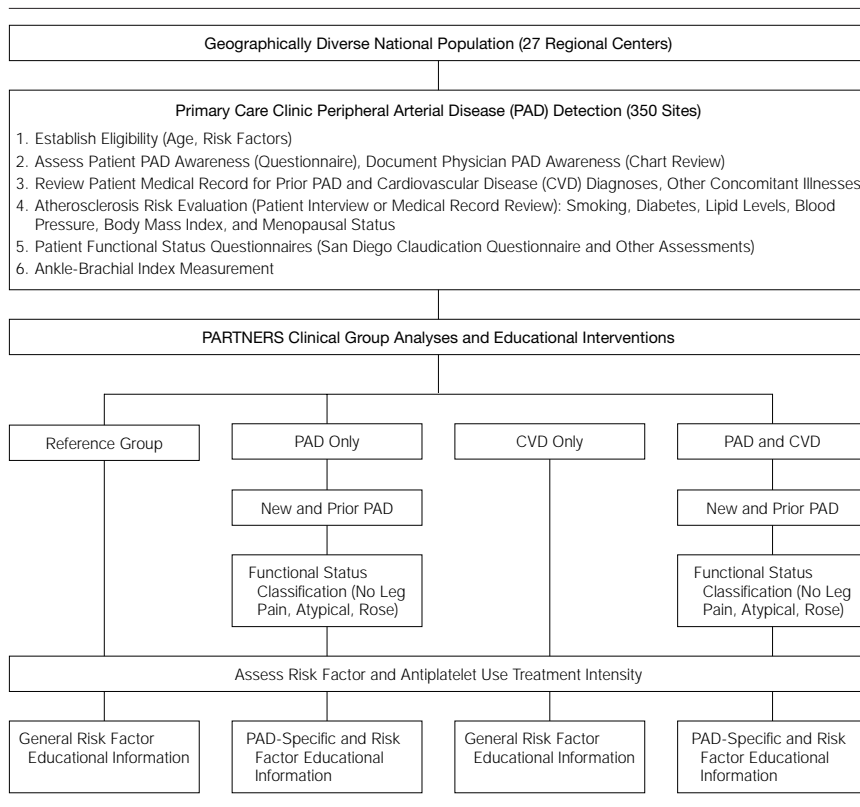 Geographically Diverse National Population (27 Regional Centers)
Primary Care Clinic Peripheral Arterial Disease (PAD) Detection (350 Sites)
1. Establish Eligibility (Age, Risk Factors)
2. Assess Patient PAD Awareness (Questionnaire), Document Physician PAD Awareness (Chart Review)
3. Review Patient Medical Record for Prior PAD and Cardiovascular Disease (CVD) Diagnoses, Other Concomitant Illnesses
4. Atherosclerosis Risk Evaluation (Patient Interview or Medical Record Review): Smoking, Diabetes, Lipid Levels, Blood
Pressure, Body Mass Index, and Menopausal Status
5. Patient Functional Status Questionnaires (San Diego Claudication Questionnaire and Other Assessments)
6. Ankle-Brachial Index Measurement
PARTNERS Clinical Group Analyses and Educational Interventions
Reference Group
PAD Only
CVD Only
PAD and CVD
New and Prior PAD
New and Prior PAD
Functional Status
Classification (No Leg
Pain, Atypical, Rose)
Functional Status
Classification (No Leg
Pain, Atypical, Rose)
Assess Risk Factor and Antiplatelet Use Treatment Intensity
General Risk Factor
Educational Information
PAD-Specific and Risk
Factor Educational
Information
General Risk Factor
Educational Information
PAD-Specific and Risk
Factor Educational
Information